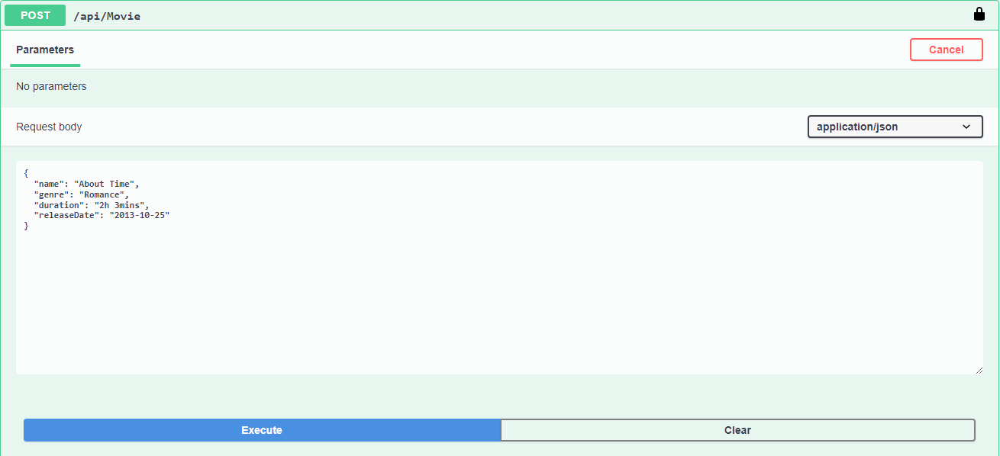 POST /api/Movie
Parameters Cancel
No parameters
Request body application/json
{
  "name": "About Time",
  "genre": "Romance",
  "duration": "2h 3mins",
  "releaseDate": "2013-10-25"
}
Execute Clear